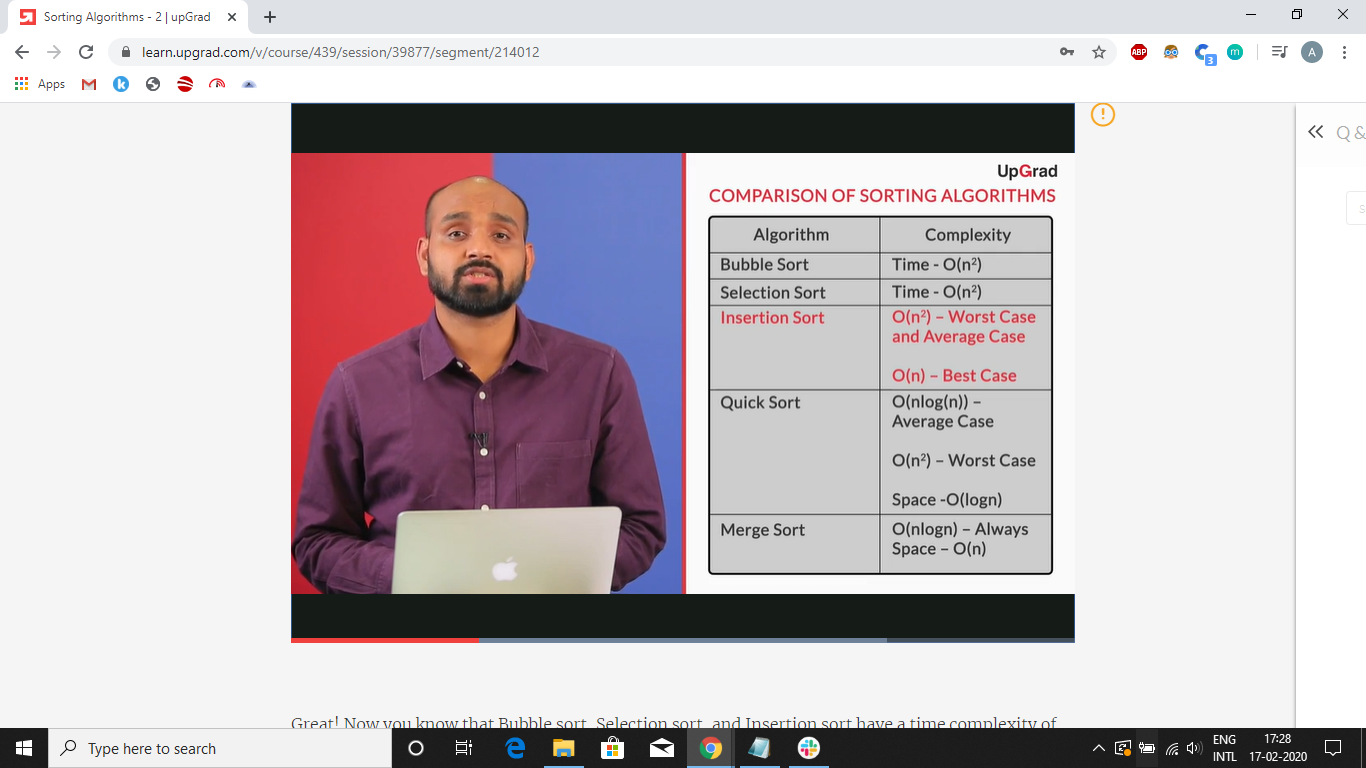 Sorting Algorithms - 2 | upGrad
learn.upgrad.com/v/course/439/session/39877/segment/214012
ABP
3
m
A
Apps
M
k
Q &
s
UpGrad
COMPARISON OF SORTING ALGORITHMS
Algorithm Complexity
Bubble Sort Time - O(n²)
Selection Sort Time - O(n²)
Insertion Sort O(n²) – Worst Case
and Average Case
O(n) – Best Case
Quick Sort O(nlog(n)) –
Average Case
O(n²) – Worst Case
Space -O(logn)
Merge Sort O(nlogn) – Always
Space – O(n)
Great! Now you know that Bubble sort, Selection sort, and Insertion sort have a time complexity of
Type here to search
ENG
INTL
17:28
17-02-2020